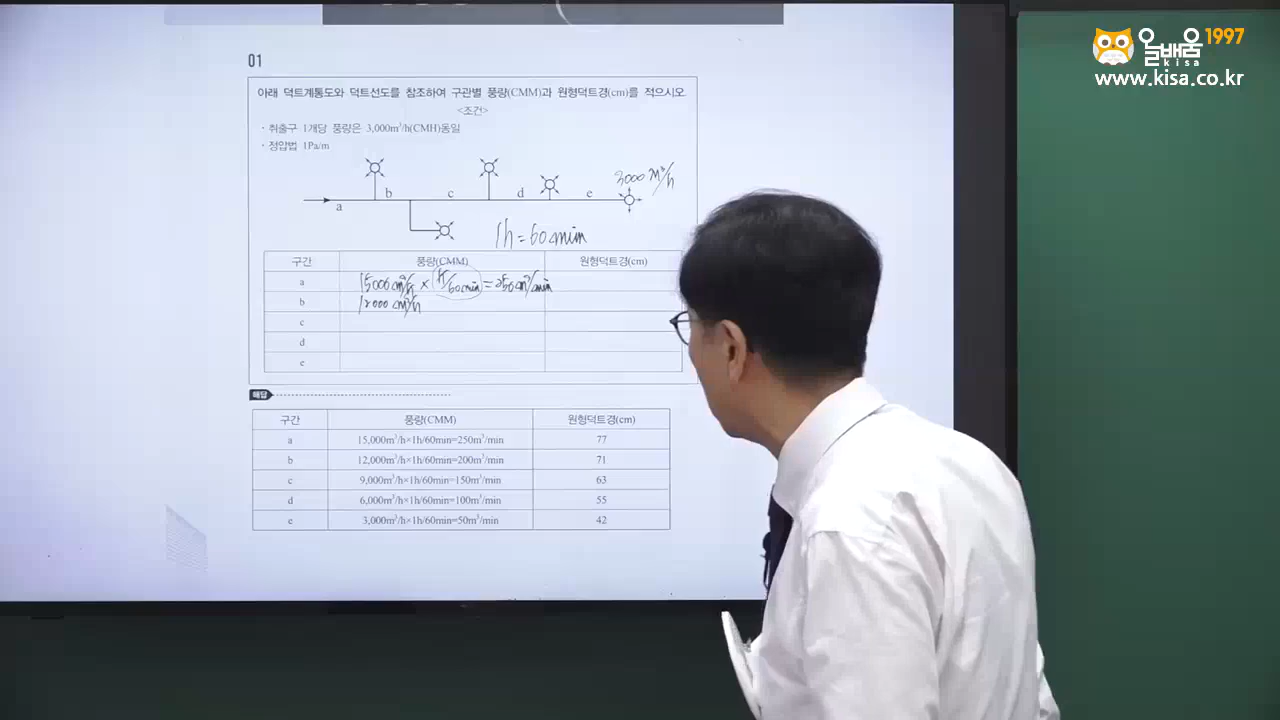 올배움 1997
kisa
www.kisa.co.kr
01
아래 덕트계통도와 덕트선도를 참조하여 구관별 풍량(CMM)과 원형덕트경(cm)를 적으시오.
<조건>
· 취출구 1개당 풍량은 3,000m³/h(CMH)동일
· 정압법 1Pa/m
3000 m³/h
b c d e
a
1h = 60min
구간 풍량(CMM) 원형덕트경(cm)
a 15000 m³/h × h/60min = 250 m³/min
b 12000 m³/h
c
d
e
해답
구간 풍량(CMM) 원형덕트경(cm)
a 15,000m³/h×1h/60min=250m³/min 77
b 12,000m³/h×1h/60min=200m³/min 71
c 9,000m³/h×1h/60min=150m³/min 63
d 6,000m³/h×1h/60min=100m³/min 55
e 3,000m³/h×1h/60min=50m³/min 42